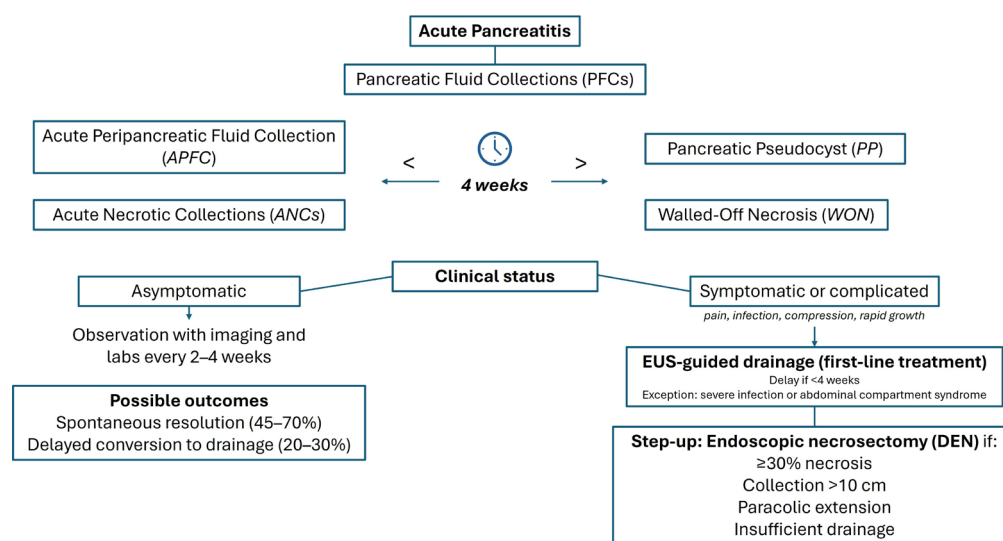 Acute Pancreatitis
Pancreatic Fluid Collections (PFCs)
Acute Peripancreatic Fluid Collection
(APFC)
<
4 weeks
>
Pancreatic Pseudocyst (PP)
Acute Necrotic Collections (ANCs)
Walled-Off Necrosis (WON)
Clinical status
Asymptomatic
Observation with imaging and
labs every 2–4 weeks
Possible outcomes
Spontaneous resolution (45–70%)
Delayed conversion to drainage (20–30%)
Symptomatic or complicated
pain, infection, compression, rapid growth
EUS-guided drainage (first-line treatment)
Delay if <4 weeks
Exception: severe infection or abdominal compartment syndrome
Step-up: Endoscopic necrosectomy (DEN) if:
≥30% necrosis
Collection >10 cm
Paracolic extension
Insufficient drainage